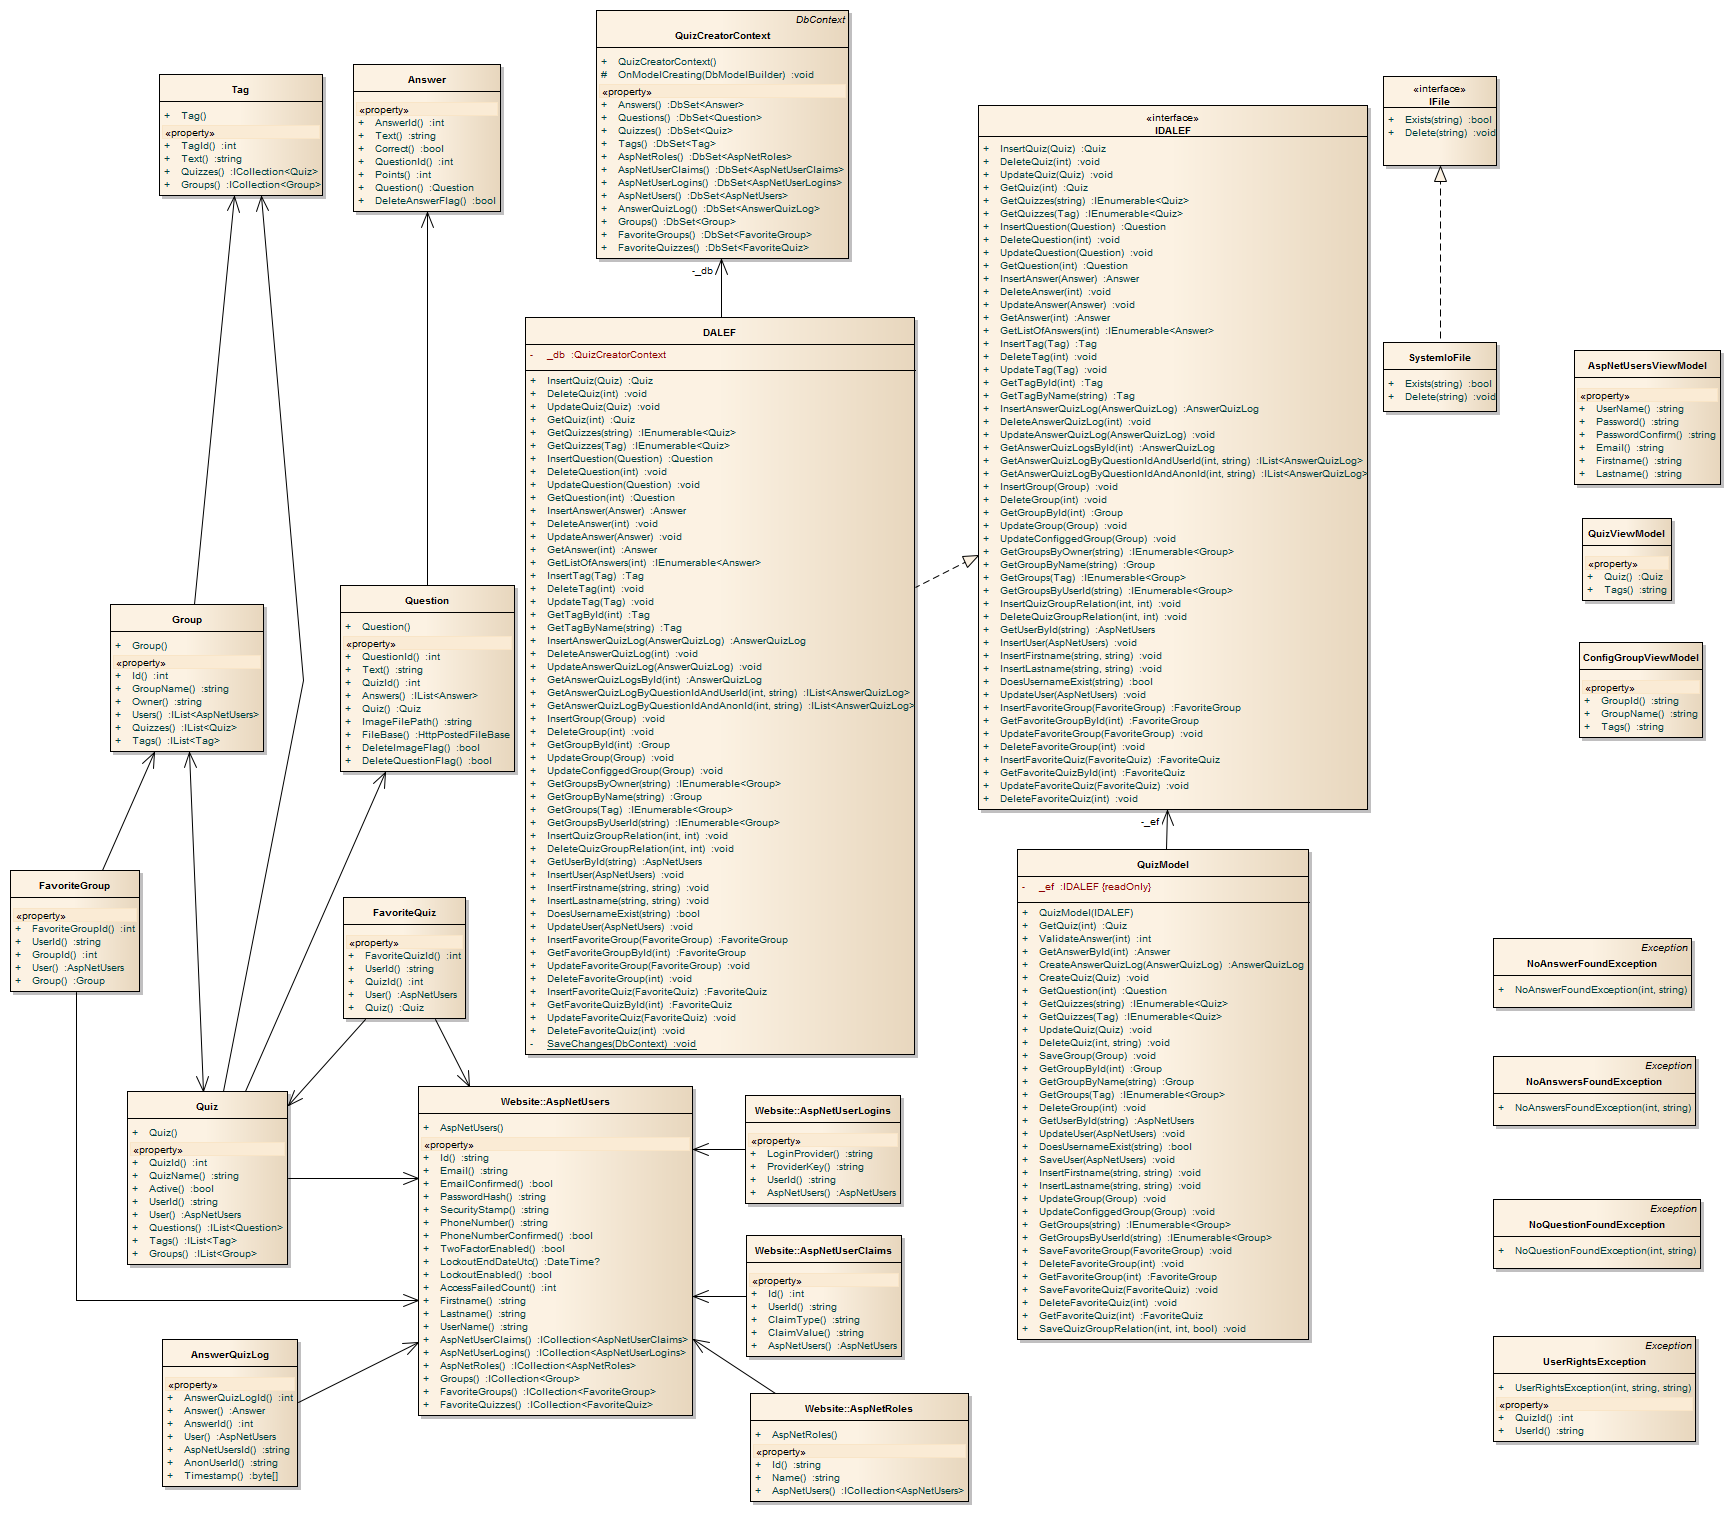 Tag
+ Tag()
«property»
+ TagId() :int
+ Text() :string
+ Quizzes() :ICollection<Quiz>
+ Groups() :ICollection<Group>
Answer
«property»
+ AnswerId() :int
+ Text() :string
+ Correct() :bool
+ QuestionId() :int
+ Points() :int
+ Question() :Question
+ DeleteAnswerFlag() :bool
DbContext
QuizCreatorContext
+ QuizCreatorContext()
# OnModelCreating(DbModelBuilder) :void
«property»
+ Answers() :DbSet<Answer>
+ Questions() :DbSet<Question>
+ Quizzes() :DbSet<Quiz>
+ Tags() :DbSet<Tag>
+ AspNetRoles() :DbSet<AspNetRoles>
+ AspNetUserClaims() :DbSet<AspNetUserClaims>
+ AspNetUserLogins() :DbSet<AspNetUserLogins>
+ AspNetUsers() :DbSet<AspNetUsers>
+ AnswerQuizLog() :DbSet<AnswerQuizLog>
+ Groups() :DbSet<Group>
+ FavoriteGroups() :DbSet<FavoriteGroup>
+ FavoriteQuizzes() :DbSet<FavoriteQuiz>
-_db
DALEF
- _db :QuizCreatorContext
+ InsertQuiz(Quiz) :Quiz
+ DeleteQuiz(int) :void
+ UpdateQuiz(Quiz) :void
+ GetQuiz(int) :Quiz
+ GetQuizzes(string) :IEnumerable<Quiz>
+ GetQuizzes(Tag) :IEnumerable<Quiz>
+ InsertQuestion(Question) :Question
+ DeleteQuestion(int) :void
+ UpdateQuestion(Question) :void
+ GetQuestion(int) :Question
+ InsertAnswer(Answer) :Answer
+ DeleteAnswer(int) :void
+ UpdateAnswer(Answer) :void
+ GetAnswer(int) :Answer
+ GetListOfAnswers(int) :IEnumerable<Answer>
+ InsertTag(Tag) :Tag
+ DeleteTag(int) :void
+ UpdateTag(Tag) :void
+ GetTagById(int) :Tag
+ GetTagByName(string) :Tag
+ InsertAnswerQuizLog(AnswerQuizLog) :AnswerQuizLog
+ DeleteAnswerQuizLog(int) :void
+ UpdateAnswerQuizLog(AnswerQuizLog) :void
+ GetAnswerQuizLogsById(int) :AnswerQuizLog
+ GetAnswerQuizLogByQuestionIdAndUserId(int, string) :IList<AnswerQuizLog>
+ GetAnswerQuizLogByQuestionIdAndAnonId(int, string) :IList<AnswerQuizLog>
+ InsertGroup(Group) :void
+ DeleteGroup(int) :void
+ GetGroupById(int) :Group
+ UpdateGroup(Group) :void
+ UpdateConfiggedGroup(Group) :void
+ GetGroupsByOwner(string) :IEnumerable<Group>
+ GetGroupByName(string) :Group
+ GetGroups(Tag) :IEnumerable<Group>
+ GetGroupsByUserId(string) :IEnumerable<Group>
+ InsertQuizGroupRelation(int, int) :void
+ DeleteQuizGroupRelation(int, int) :void
+ GetUserById(string) :AspNetUsers
+ InsertUser(AspNetUsers) :void
+ InsertFirstname(string, string) :void
+ InsertLastname(string, string) :void
+ DoesUsernameExist(string) :bool
+ UpdateUser(AspNetUsers) :void
+ InsertFavoriteGroup(FavoriteGroup) :FavoriteGroup
+ GetFavoriteGroupById(int) :FavoriteGroup
+ UpdateFavoriteGroup(FavoriteGroup) :void
+ DeleteFavoriteGroup(int) :void
+ InsertFavoriteQuiz(FavoriteQuiz) :FavoriteQuiz
+ GetFavoriteQuizById(int) :FavoriteQuiz
+ UpdateFavoriteQuiz(FavoriteQuiz) :void
+ DeleteFavoriteQuiz(int) :void
- SaveChanges(DbContext) :void
«interface»
IDALEF
+ InsertQuiz(Quiz) :Quiz
+ DeleteQuiz(int) :void
+ UpdateQuiz(Quiz) :void
+ GetQuiz(int) :Quiz
+ GetQuizzes(string) :IEnumerable<Quiz>
+ GetQuizzes(Tag) :IEnumerable<Quiz>
+ InsertQuestion(Question) :Question
+ DeleteQuestion(int) :void
+ UpdateQuestion(Question) :void
+ GetQuestion(int) :Question
+ InsertAnswer(Answer) :Answer
+ DeleteAnswer(int) :void
+ UpdateAnswer(Answer) :void
+ GetAnswer(int) :Answer
+ GetListOfAnswers(int) :IEnumerable<Answer>
+ InsertTag(Tag) :Tag
+ DeleteTag(int) :void
+ UpdateTag(Tag) :void
+ GetTagById(int) :Tag
+ GetTagByName(string) :Tag
+ InsertAnswerQuizLog(AnswerQuizLog) :AnswerQuizLog
+ DeleteAnswerQuizLog(int) :void
+ UpdateAnswerQuizLog(AnswerQuizLog) :void
+ GetAnswerQuizLogsById(int) :AnswerQuizLog
+ GetAnswerQuizLogByQuestionIdAndUserId(int, string) :IList<AnswerQuizLog>
+ GetAnswerQuizLogByQuestionIdAndAnonId(int, string) :IList<AnswerQuizLog>
+ InsertGroup(Group) :void
+ DeleteGroup(int) :void
+ GetGroupById(int) :Group
+ UpdateGroup(Group) :void
+ UpdateConfiggedGroup(Group) :void
+ GetGroupsByOwner(string) :IEnumerable<Group>
+ GetGroupByName(string) :Group
+ GetGroups(Tag) :IEnumerable<Group>
+ GetGroupsByUserId(string) :IEnumerable<Group>
+ InsertQuizGroupRelation(int, int) :void
+ DeleteQuizGroupRelation(int, int) :void
+ GetUserById(string) :AspNetUsers
+ InsertUser(AspNetUsers) :void
+ InsertFirstname(string, string) :void
+ InsertLastname(string, string) :void
+ DoesUsernameExist(string) :bool
+ UpdateUser(AspNetUsers) :void
+ InsertFavoriteGroup(FavoriteGroup) :FavoriteGroup
+ GetFavoriteGroupById(int) :FavoriteGroup
+ UpdateFavoriteGroup(FavoriteGroup) :void
+ DeleteFavoriteGroup(int) :void
+ InsertFavoriteQuiz(FavoriteQuiz) :FavoriteQuiz
+ GetFavoriteQuizById(int) :FavoriteQuiz
+ UpdateFavoriteQuiz(FavoriteQuiz) :void
+ DeleteFavoriteQuiz(int) :void
-_ef
QuizModel
- _ef :IDALEF {readOnly}
+ QuizModel(IDALEF)
+ GetQuiz(int) :Quiz
+ ValidateAnswer(int) :int
+ GetAnswerById(int) :Answer
+ CreateAnswerQuizLog(AnswerQuizLog) :AnswerQuizLog
+ CreateQuiz(Quiz) :void
+ GetQuestion(int) :Question
+ GetQuizzes(string) :IEnumerable<Quiz>
+ GetQuizzes(Tag) :IEnumerable<Quiz>
+ UpdateQuiz(Quiz) :void
+ DeleteQuiz(int, string) :void
+ SaveGroup(Group) :void
+ GetGroupById(int) :Group
+ GetGroupByName(string) :Group
+ GetGroups(Tag) :IEnumerable<Group>
+ DeleteGroup(int) :void
+ GetUserById(string) :AspNetUsers
+ UpdateUser(AspNetUsers) :void
+ DoesUsernameExist(string) :bool
+ SaveUser(AspNetUsers) :void
+ InsertFirstname(string, string) :void
+ InsertLastname(string, string) :void
+ UpdateGroup(Group) :void
+ UpdateConfiggedGroup(Group) :void
+ GetGroups(string) :IEnumerable<Group>
+ GetGroupsByUserId(string) :IEnumerable<Group>
+ SaveFavoriteGroup(FavoriteGroup) :void
+ DeleteFavoriteGroup(int) :void
+ GetFavoriteGroup(int) :FavoriteGroup
+ SaveFavoriteQuiz(FavoriteQuiz) :void
+ DeleteFavoriteQuiz(int) :void
+ GetFavoriteQuiz(int) :FavoriteQuiz
+ SaveQuizGroupRelation(int, int, bool) :void
«interface»
IFile
+ Exists(string) :bool
+ Delete(string) :void
SystemIoFile
+ Exists(string) :bool
+ Delete(string) :void
AspNetUsersViewModel
«property»
+ UserName() :string
+ Password() :string
+ PasswordConfirm() :string
+ Email() :string
+ Firstname() :string
+ Lastname() :string
QuizViewModel
«property»
+ Quiz() :Quiz
+ Tags() :string
ConfigGroupViewModel
«property»
+ GroupId() :string
+ GroupName() :string
+ Tags() :string
Group
+ Group()
«property»
+ Id() :int
+ GroupName() :string
+ Owner() :string
+ Users() :IList<AspNetUsers>
+ Quizzes() :IList<Quiz>
+ Tags() :IList<Tag>
Question
+ Question()
«property»
+ QuestionId() :int
+ Text() :string
+ QuizId() :int
+ Answers() :IList<Answer>
+ Quiz() :Quiz
+ ImageFilePath() :string
+ FileBase() :HttpPostedFileBase
+ DeleteImageFlag() :bool
+ DeleteQuestionFlag() :bool
FavoriteGroup
«property»
+ FavoriteGroupId() :int
+ UserId() :string
+ GroupId() :int
+ User() :AspNetUsers
+ Group() :Group
FavoriteQuiz
«property»
+ FavoriteQuizId() :int
+ UserId() :string
+ QuizId() :int
+ User() :AspNetUsers
+ Quiz() :Quiz
Quiz
+ Quiz()
«property»
+ QuizId() :int
+ QuizName() :string
+ Active() :bool
+ UserId() :string
+ User() :AspNetUsers
+ Questions() :IList<Question>
+ Tags() :IList<Tag>
+ Groups() :IList<Group>
Website::AspNetUsers
+ AspNetUsers()
«property»
+ Id() :string
+ Email() :string
+ EmailConfirmed() :bool
+ PasswordHash() :string
+ SecurityStamp() :string
+ PhoneNumber() :string
+ PhoneNumberConfirmed() :bool
+ TwoFactorEnabled() :bool
+ LockoutEndDateUtc() :DateTime?
+ LockoutEnabled() :bool
+ AccessFailedCount() :int
+ Firstname() :string
+ Lastname() :string
+ UserName() :string
+ AspNetUserClaims() :ICollection<AspNetUserClaims>
+ AspNetUserLogins() :ICollection<AspNetUserLogins>
+ AspNetRoles() :ICollection<AspNetRoles>
+ Groups() :ICollection<Group>
+ FavoriteGroups() :ICollection<FavoriteGroup>
+ FavoriteQuizzes() :ICollection<FavoriteQuiz>
Website::AspNetUserLogins
«property»
+ LoginProvider() :string
+ ProviderKey() :string
+ UserId() :string
+ AspNetUsers() :AspNetUsers
Website::AspNetUserClaims
«property»
+ Id() :int
+ UserId() :string
+ ClaimType() :string
+ ClaimValue() :string
+ AspNetUsers() :AspNetUsers
Website::AspNetRoles
+ AspNetRoles()
«property»
+ Id() :string
+ Name() :string
+ AspNetUsers() :ICollection<AspNetUsers>
AnswerQuizLog
«property»
+ AnswerQuizLogId() :int
+ Answer() :Answer
+ AnswerId() :int
+ User() :AspNetUsers
+ AspNetUsersId() :string
+ AnonUserId() :string
+ Timestamp() :byte[]
Exception
NoAnswerFoundException
+ NoAnswerFoundException(int, string)
Exception
NoAnswersFoundException
+ NoAnswersFoundException(int, string)
Exception
NoQuestionFoundException
+ NoQuestionFoundException(int, string)
Exception
UserRightsException
+ UserRightsException(int, string, string)
«property»
+ QuizId() :int
+ UserId() :string